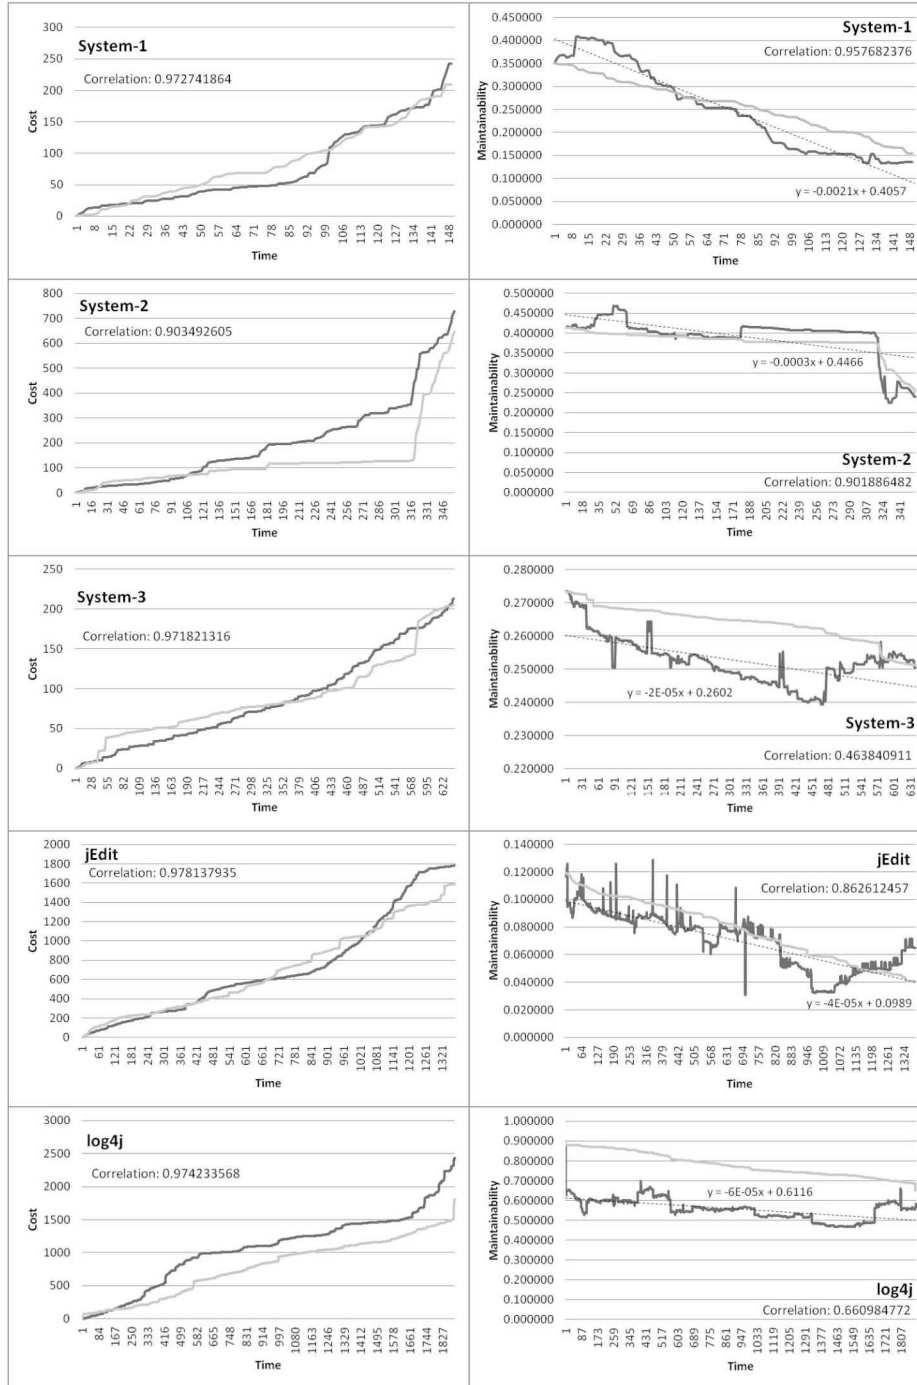 300
250
200
150
100
50
0
Cost
System-1
Correlation: 0.972741864
1 8 15 22 29 36 43 50 57 64 71 78 85 92 99 106 113 120 127 134 141 148
Time
0.450000
0.400000
0.350000
0.300000
0.250000
0.200000
0.150000
0.100000
0.050000
0.000000
Maintainability
System-1
Correlation: 0.957682376
y = -0.0021x + 0.4057
1 8 15 22 29 36 43 50 57 64 71 78 85 92 99 106 113 120 127 134 141 148
Time
800
700
600
500
400
300
200
100
0
Cost
System-2
Correlation: 0.903492605
1 16 31 46 61 76 91 106 121 136 151 166 181 196 211 226 241 256 271 286 301 316 331 346
Time
0.500000
0.450000
0.400000
0.350000
0.300000
0.250000
0.200000
0.150000
0.100000
0.050000
0.000000
Maintainability
y = -0.0003x + 0.4466
System-2
Correlation: 0.901886482
1 18 35 52 69 86 103 120 137 154 171 188 205 222 239 256 273 290 307 324 341
Time
250
200
150
100
50
0
Cost
System-3
Correlation: 0.971821316
1 28 55 82 109 136 163 190 217 244 271 298 325 352 379 406 433 460 487 514 541 568 595 622
Time
0.280000
0.270000
0.260000
0.250000
0.240000
0.230000
0.220000
Maintainability
y = -2E-05x + 0.2602
System-3
Correlation: 0.463840911
1 31 61 91 121 151 181 211 241 271 301 331 361 391 421 451 481 511 541 571 601 631
Time
2000
1800
1600
1400
1200
1000
800
600
400
200
0
Cost
jEdit
Correlation: 0.978137935
1 61 121 181 241 301 361 421 481 541 601 661 721 781 841 901 961 1021 1081 1141 1201 1261 1321
Time
0.140000
0.120000
0.100000
0.080000
0.060000
0.040000
0.020000
0.000000
Maintainability
jEdit
Correlation: 0.862612457
y = -4E-05x + 0.0989
1 64 127 190 253 316 379 442 505 568 631 694 757 820 883 946 1009 1072 1135 1198 1261 1324
Time
3000
2500
2000
1500
1000
500
0
Cost
log4j
Correlation: 0.974233568
1 84 167 250 333 416 499 582 665 748 831 914 997 1080 1163 1246 1329 1412 1495 1578 1661 1744 1827
Time
1.000000
0.900000
0.800000
0.700000
0.600000
0.500000
0.400000
0.300000
0.200000
0.100000
0.000000
Maintainability
y = -6E-05x + 0.6116
log4j
Correlation: 0.660984772
1 87 173 259 345 431 517 603 689 775 861 947 1033 1119 1205 1291 1377 1463 1549 1635 1721 1807
Time